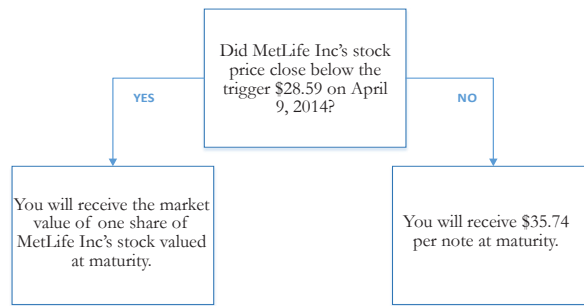 Did MetLife Inc's stock
price close below the
trigger $28.59 on April
9, 2014?
YES
NO
You will receive the market
value of one share of
MetLife Inc's stock valued
at maturity.
You will receive $35.74
per note at maturity.